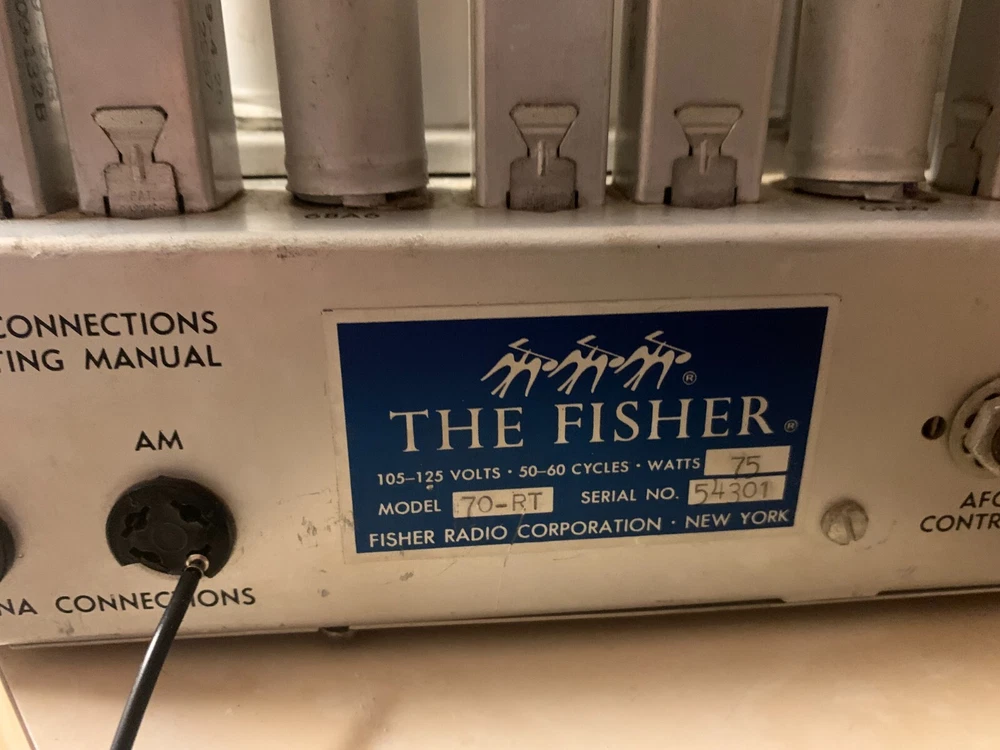 6BA6
CONNECTIONS
TING MANUAL
AM
NA CONNECTIONS
®
THE FISHER®
105–125 VOLTS · 50–60 CYCLES · WATTS 75
MODEL 70-RT SERIAL NO. 54301
FISHER RADIO CORPORATION · NEW YORK
AFC
CONTR